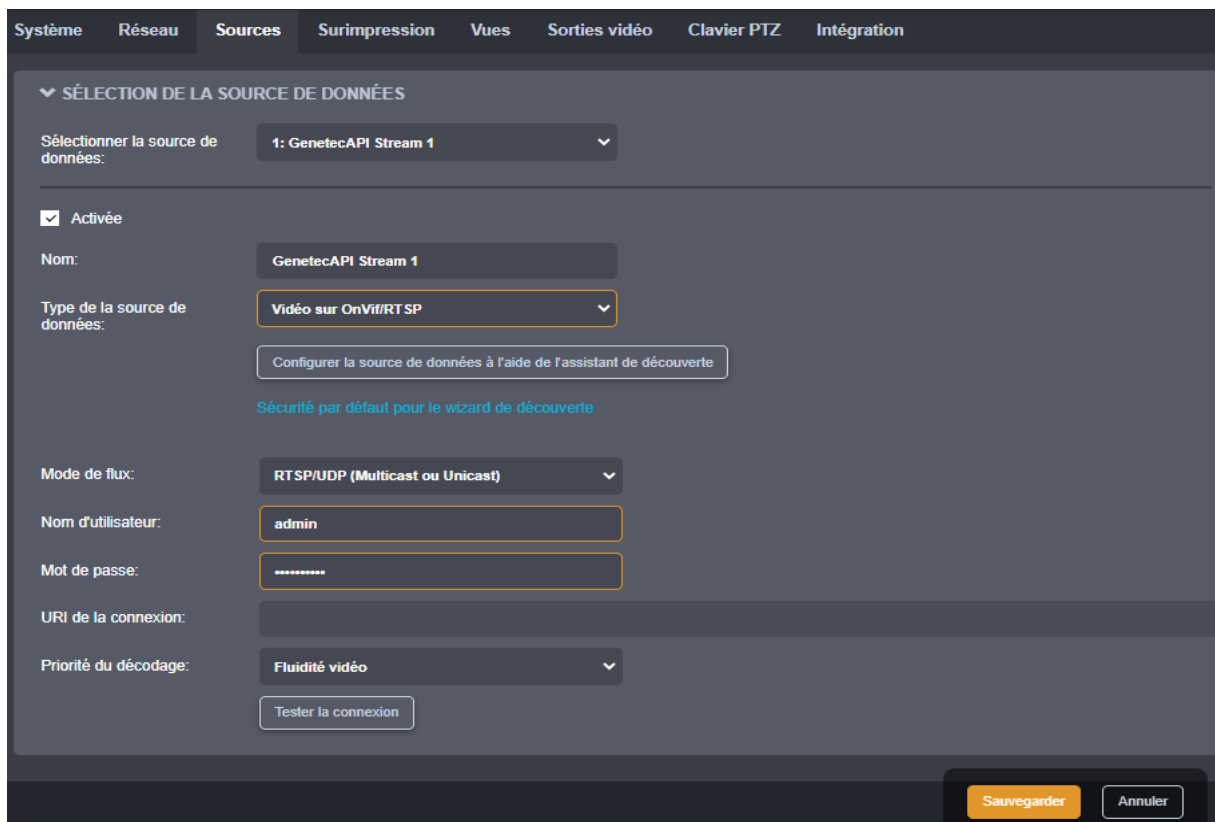 Système Réseau Sources Surimpression Vues Sorties vidéo Clavier PTZ Intégration
SÉLECTION DE LA SOURCE DE DONNÉES
Sélectionner la source de données: 1: GenetecAPI Stream 1
Activée
Nom: GenetecAPI Stream 1
Type de la source de données: Vidéo sur OnVif/RTSP
Configurer la source de données à l'aide de l'assistant de découverte
Sécurité par défaut pour le wizard de découverte
Mode de flux: RTSP/UDP (Multicast ou Unicast)
Nom d'utilisateur: admin
Mot de passe: ••••••••••
URI de la connexion:
Priorité du décodage: Fluidité vidéo
Tester la connexion
Sauvegarder Annuler